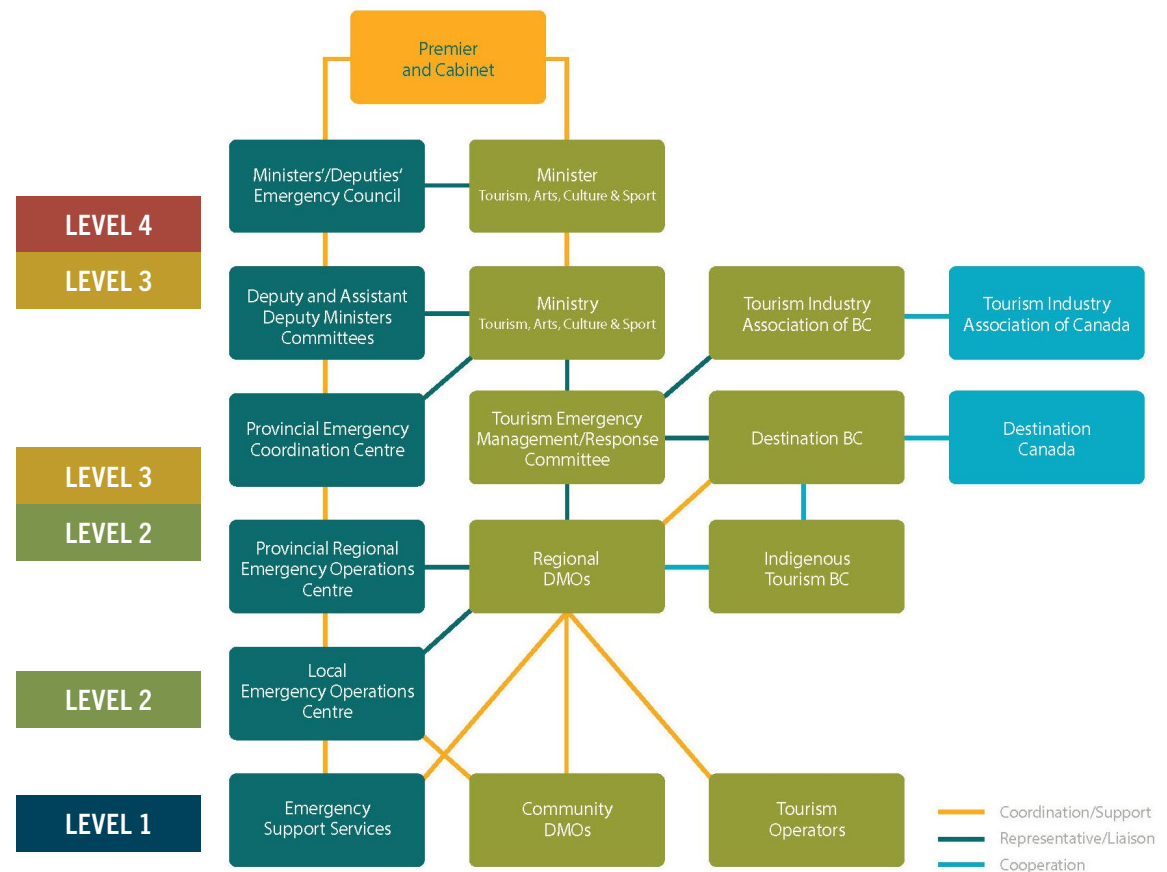 Premier
and Cabinet
Ministers'/Deputies'
Emergency Council
Minister
Tourism, Arts, Culture & Sport
LEVEL 4
LEVEL 3
Deputy and Assistant
Deputy Ministers
Committees
Ministry
Tourism, Arts, Culture & Sport
Tourism Industry
Association of BC
Tourism Industry
Association of Canada
Provincial Emergency
Coordination Centre
Tourism Emergency
Management/Response
Committee
Destination BC
Destination
Canada
LEVEL 3
LEVEL 2
Provincial Regional
Emergency Operations
Centre
Regional
DMOs
Indigenous
Tourism BC
LEVEL 2
Local
Emergency Operations
Centre
LEVEL 1
Emergency
Support Services
Community
DMOs
Tourism
Operators
Coordination/Support
Representative/Liaison
Cooperation